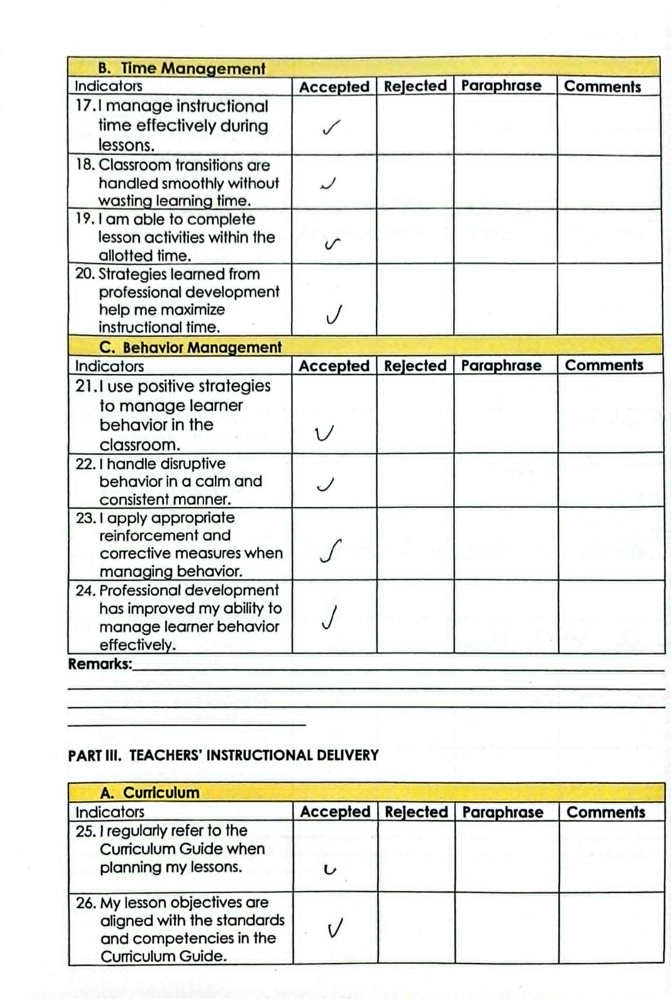 B. Time Management
Indicators Accepted Rejected Paraphrase Comments
17. I manage instructional
time effectively during
lessons.
✓
18. Classroom transitions are
handled smoothly without
wasting learning time.
✓
19. I am able to complete
lesson activities within the
allotted time.
✓
20. Strategies learned from
professional development
help me maximize
instructional time.
✓
C. Behavior Management
Indicators Accepted Rejected Paraphrase Comments
21. I use positive strategies
to manage learner
behavior in the
classroom.
✓
22. I handle disruptive
behavior in a calm and
consistent manner.
✓
23. I apply appropriate
reinforcement and
corrective measures when
managing behavior.
✓
24. Professional development
has improved my ability to
manage learner behavior
effectively.
✓
Remarks:
PART III. TEACHERS' INSTRUCTIONAL DELIVERY
A. Curriculum
Indicators Accepted Rejected Paraphrase Comments
25. I regularly refer to the
Curriculum Guide when
planning my lessons.
✓
26. My lesson objectives are
aligned with the standards
and competencies in the
Curriculum Guide.
✓